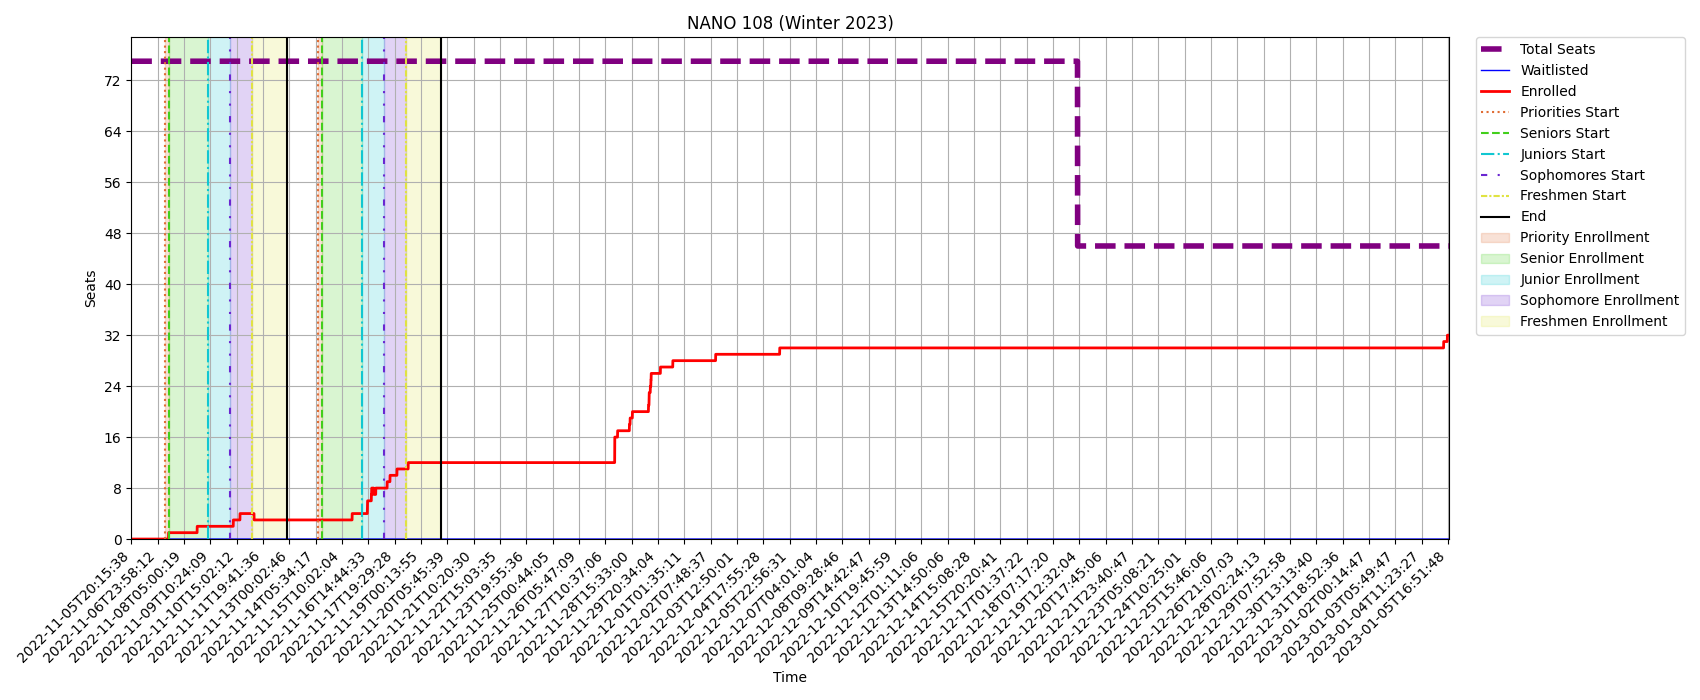 NANO 108 (Winter 2023)
Seats
72
64
56
48
40
32
24
16
8
0
2022-11-05T20:15:38
2022-11-06T23:58:12
2022-11-08T05:00:19
2022-11-09T10:24:09
2022-11-10T15:02:12
2022-11-11T19:41:36
2022-11-13T00:02:46
2022-11-14T05:34:17
2022-11-15T10:02:04
2022-11-16T14:44:33
2022-11-17T19:29:28
2022-11-19T00:13:55
2022-11-20T05:45:39
2022-11-21T10:20:30
2022-11-22T15:03:35
2022-11-23T19:55:36
2022-11-25T00:44:05
2022-11-26T05:47:09
2022-11-27T10:37:06
2022-11-28T15:33:00
2022-11-29T20:34:04
2022-12-01T01:35:11
2022-12-02T07:48:37
2022-12-03T12:50:01
2022-12-04T17:55:28
2022-12-05T22:56:31
2022-12-07T04:01:04
2022-12-08T09:28:46
2022-12-09T14:42:47
2022-12-10T19:45:59
2022-12-12T01:11:06
2022-12-13T14:50:06
2022-12-14T15:08:28
2022-12-15T20:20:41
2022-12-17T01:37:22
2022-12-18T07:17:20
2022-12-19T12:32:04
2022-12-20T17:45:06
2022-12-21T23:40:47
2022-12-23T05:08:21
2022-12-24T10:25:01
2022-12-25T15:46:06
2022-12-26T21:07:03
2022-12-28T02:24:13
2022-12-29T07:52:58
2022-12-30T13:13:40
2022-12-31T18:52:36
2023-01-02T00:14:47
2023-01-03T05:49:47
2023-01-04T11:23:27
2023-01-05T16:51:48
Time
Total Seats
Waitlisted
Enrolled
Priorities Start
Seniors Start
Juniors Start
Sophomores Start
Freshmen Start
End
Priority Enrollment
Senior Enrollment
Junior Enrollment
Sophomore Enrollment
Freshmen Enrollment